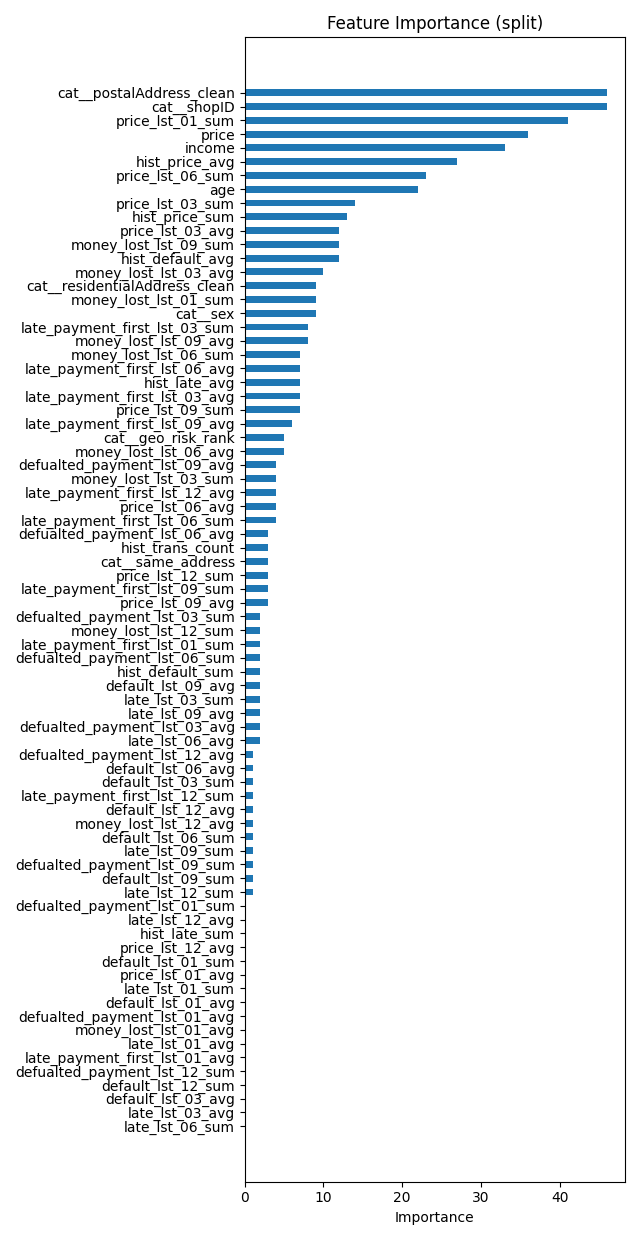 Feature Importance (split)
cat__postalAddress_clean
cat__shopID
price_lst_01_sum
price
income
hist_price_avg
price_lst_06_sum
age
price_lst_03_sum
hist_price_sum
price_lst_03_avg
money_lost_lst_09_sum
hist_default_avg
money_lost_lst_03_avg
cat__residentialAddress_clean
money_lost_lst_01_sum
cat__sex
late_payment_first_lst_03_sum
money_lost_lst_09_avg
money_lost_lst_06_sum
late_payment_first_lst_06_avg
hist_late_avg
late_payment_first_lst_03_avg
price_lst_09_sum
late_payment_first_lst_09_avg
cat__geo_risk_rank
money_lost_lst_06_avg
defualted_payment_lst_09_avg
money_lost_lst_03_sum
late_payment_first_lst_12_avg
price_lst_06_avg
late_payment_first_lst_06_sum
defualted_payment_lst_06_avg
hist_trans_count
cat__same_address
price_lst_12_sum
late_payment_first_lst_09_sum
price_lst_09_avg
defualted_payment_lst_03_sum
money_lost_lst_12_sum
late_payment_first_lst_01_sum
defualted_payment_lst_06_sum
hist_default_sum
default_lst_09_avg
late_lst_03_sum
late_lst_09_avg
defualted_payment_lst_03_avg
late_lst_06_avg
defualted_payment_lst_12_avg
default_lst_06_avg
default_lst_03_sum
late_payment_first_lst_12_sum
default_lst_12_avg
money_lost_lst_12_avg
default_lst_06_sum
late_lst_09_sum
defualted_payment_lst_09_sum
default_lst_09_sum
late_lst_12_sum
defualted_payment_lst_01_sum
late_lst_12_avg
hist_late_sum
price_lst_12_avg
default_lst_01_sum
price_lst_01_avg
late_lst_01_sum
default_lst_01_avg
defualted_payment_lst_01_avg
money_lost_lst_01_avg
late_lst_01_avg
late_payment_first_lst_01_avg
defualted_payment_lst_12_sum
default_lst_12_sum
default_lst_03_avg
late_lst_03_avg
late_lst_06_sum
0 10 20 30 40
Importance